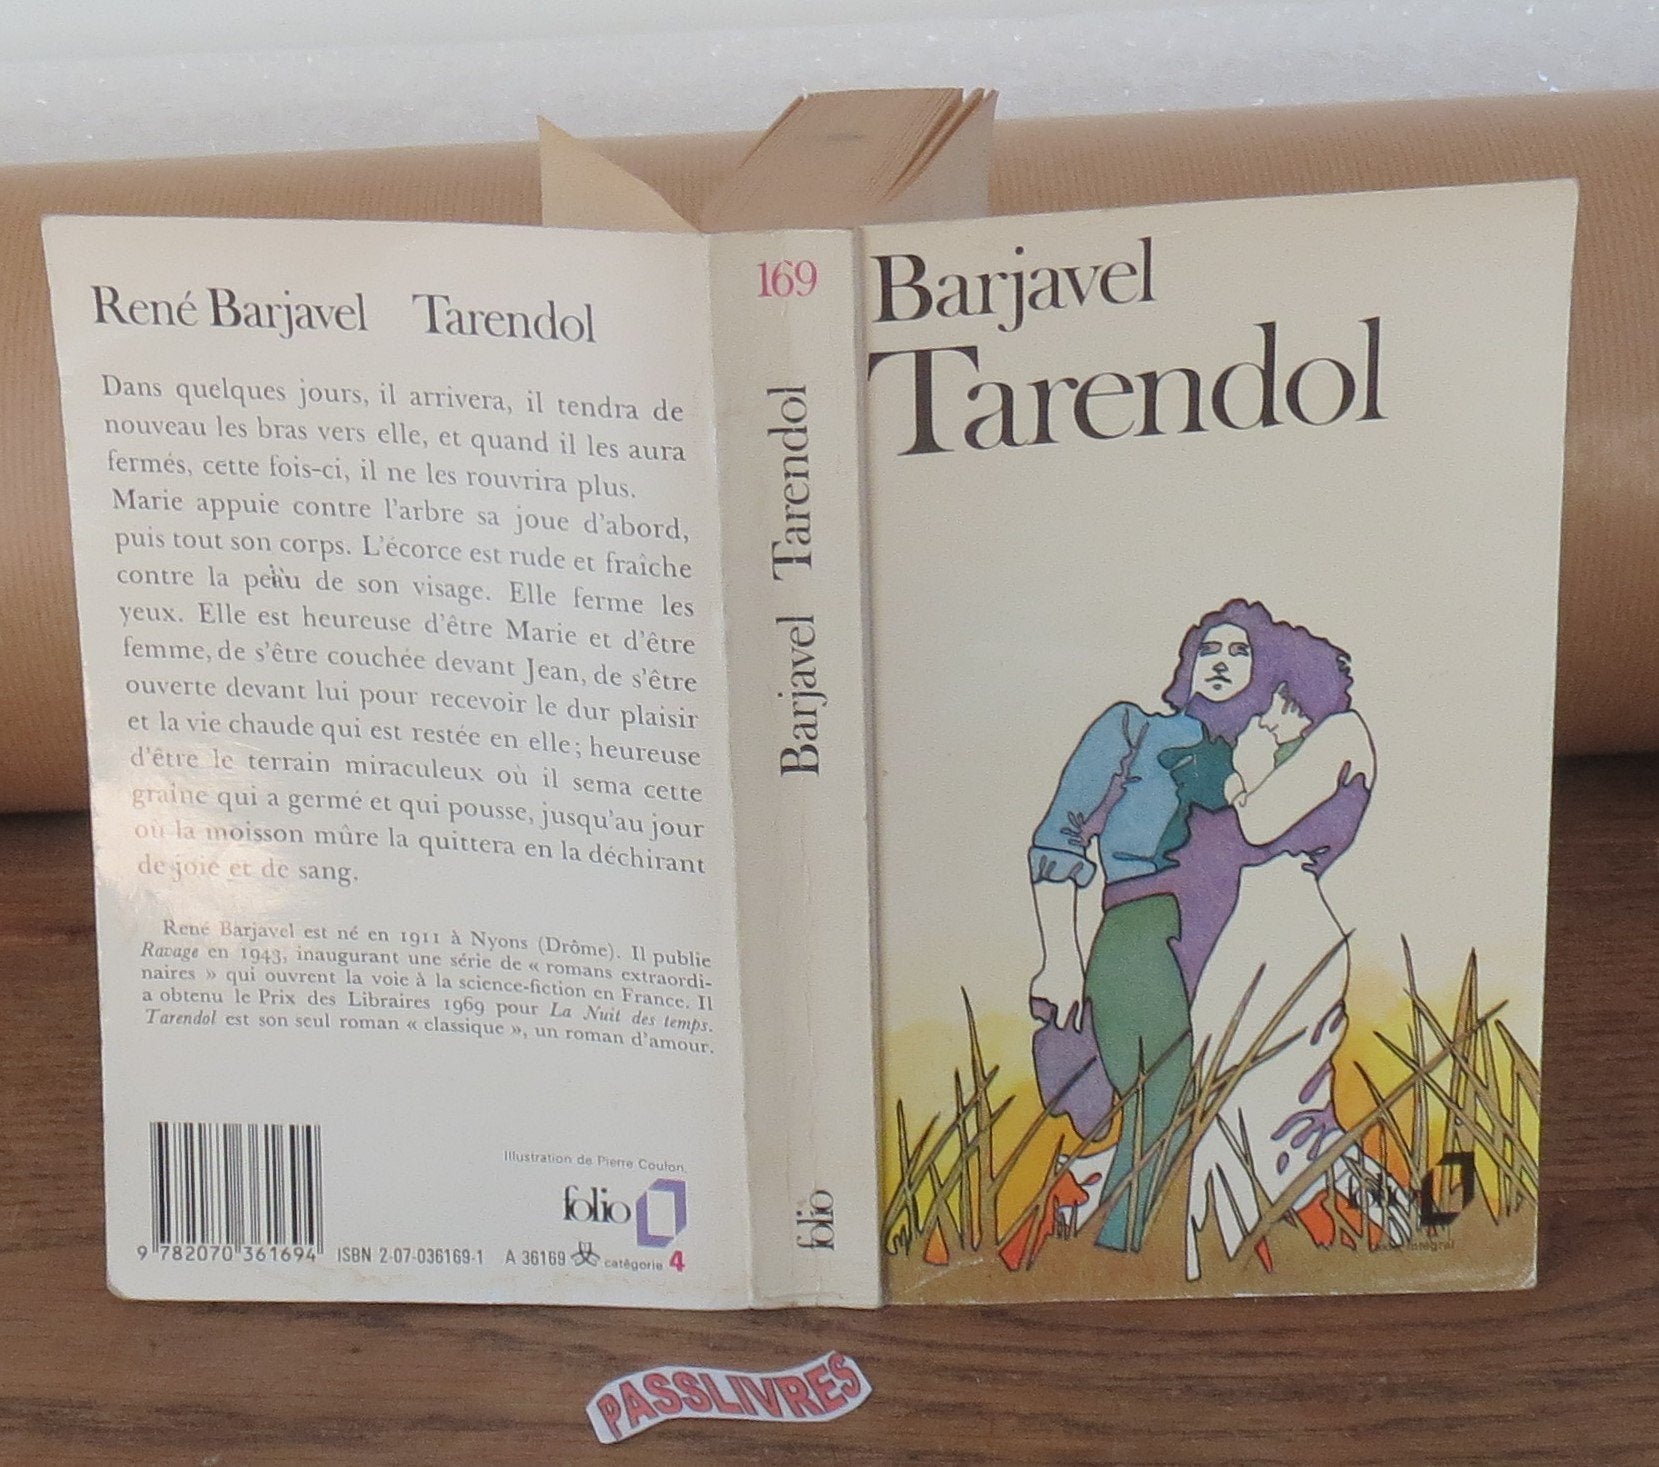 René Barjavel Tarendol
Dans quelques jours, il arrivera, il tendra de
nouveau les bras vers elle, et quand il les aura
fermés, cette fois-ci, il ne les rouvrira plus.
Marie appuie contre l'arbre sa joue d'abord,
puis tout son corps. L'écorce est rude et fraîche
contre la peau de son visage. Elle ferme les
yeux. Elle est heureuse d'être Marie et d'être
femme, de s'être couchée devant Jean, de s'être
ouverte devant lui pour recevoir le dur plaisir
et la vie chaude qui est restée en elle; heureuse
d'être le terrain miraculeux où il sema cette
graine qui a germé et qui pousse, jusqu'au jour
où la moisson mûre la quittera en la déchirant
de joie et de sang.
René Barjavel est né en 1911 à Nyons (Drôme). Il publie
Ravage en 1943, inaugurant une série de « romans extraordi-
naires » qui ouvrent la voie à la science-fiction en France. Il
a obtenu le Prix des Libraires 1969 pour La Nuit des temps.
Tarendol est son seul roman « classique », un roman d'amour.
Illustration de Pierre Coulon.
folio
9 782070 361694
ISBN 2-07-036169-1 A 36169 catégorie 4
169
Barjavel Tarendol
folio
Barjavel
Tarendol
folio
intégral
PASSLIVRES